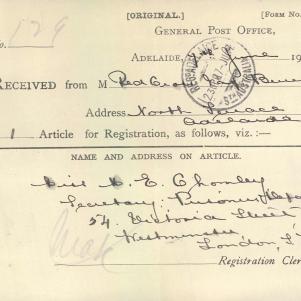 [ORIGINAL.] [Form No.
GENERAL POST OFFICE,
No. 129
ADELAIDE, June 19
RECEIVED from M Red Cross
Address North Terrace
Adelaide
1 Article for Registration, as follows, viz.:—
NAME AND ADDRESS ON ARTICLE.
Miss M. E. Chomley
Secretary. Prisoners
54 Victoria Street
Westminster
London, S
Registration Clerk